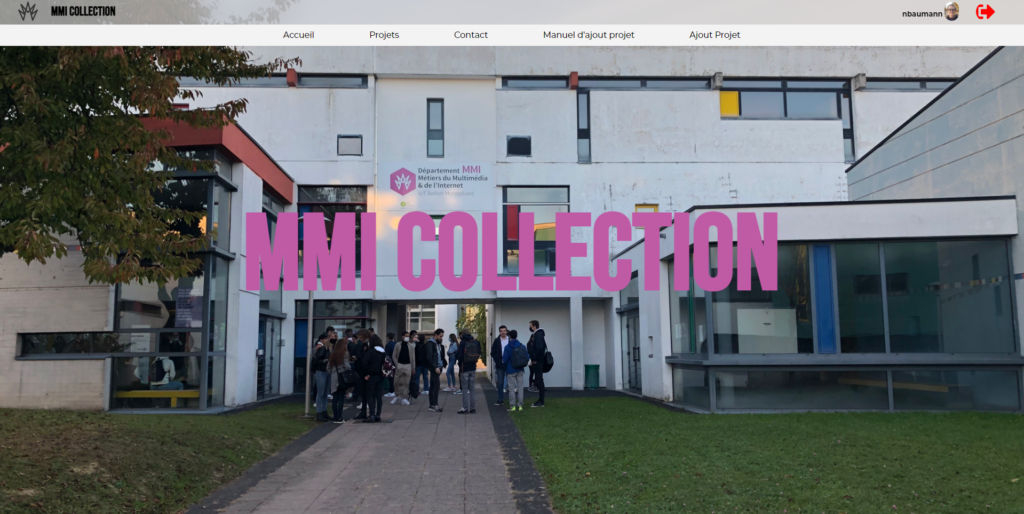 MMI COLLECTION
nbaumann
Accueil Projets Contact Manuel d'ajout projet Ajout Projet
Département MMI
Métiers du Multimédia
& de l'Internet
MMI COLLECTION